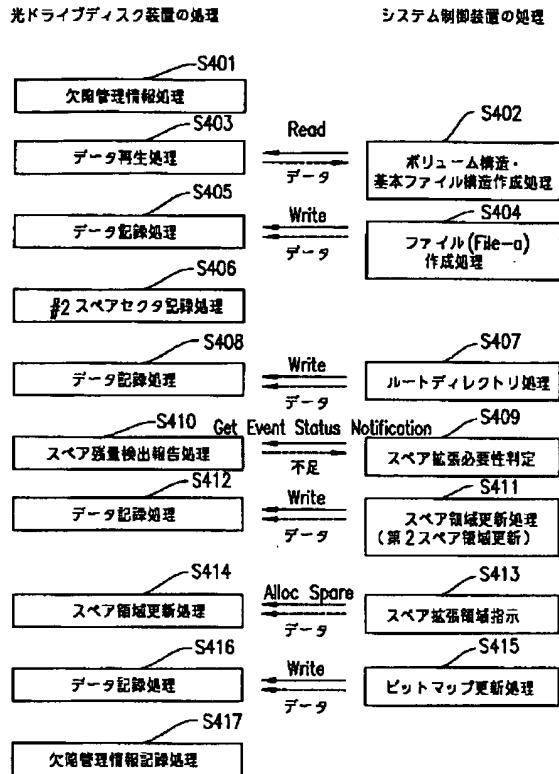 光ドライブディスク装置の処理
システム制御装置の処理
S401
欠陥管理情報処理
S403
データ再生処理
Read
データ
S402
ボリューム構造・
基本ファイル構造作成処理
S405
データ記録処理
Write
データ
S404
ファイル(File-a)
作成処理
S406
#2 スペアセクタ記録処理
S408
データ記録処理
Write
データ
S407
ルートディレクトリ処理
S410
スペア残量検出報告処理
Get Event Status Notification
不足
S409
スペア拡張必要性判定
S412
データ記録処理
Write
データ
S411
スペア領域更新処理
(第2スペア領域更新)
S414
スペア領域更新処理
Alloc Spare
データ
S413
スペア拡張領域指示
S416
データ記録処理
Write
データ
S415
ビットマップ更新処理
S417
欠陥管理情報記録処理